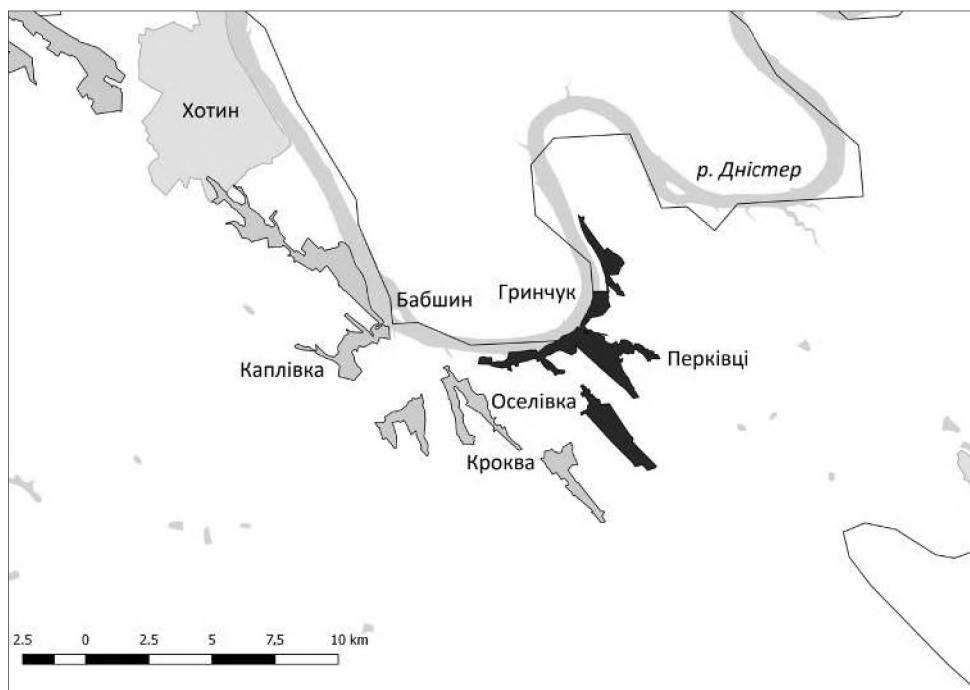 Хотин
р. Дністер
Гринчук
Бабшин
Перківці
Каплівка
Оселівка
Кроква
2.5 0 2.5 5 7.5 10 km